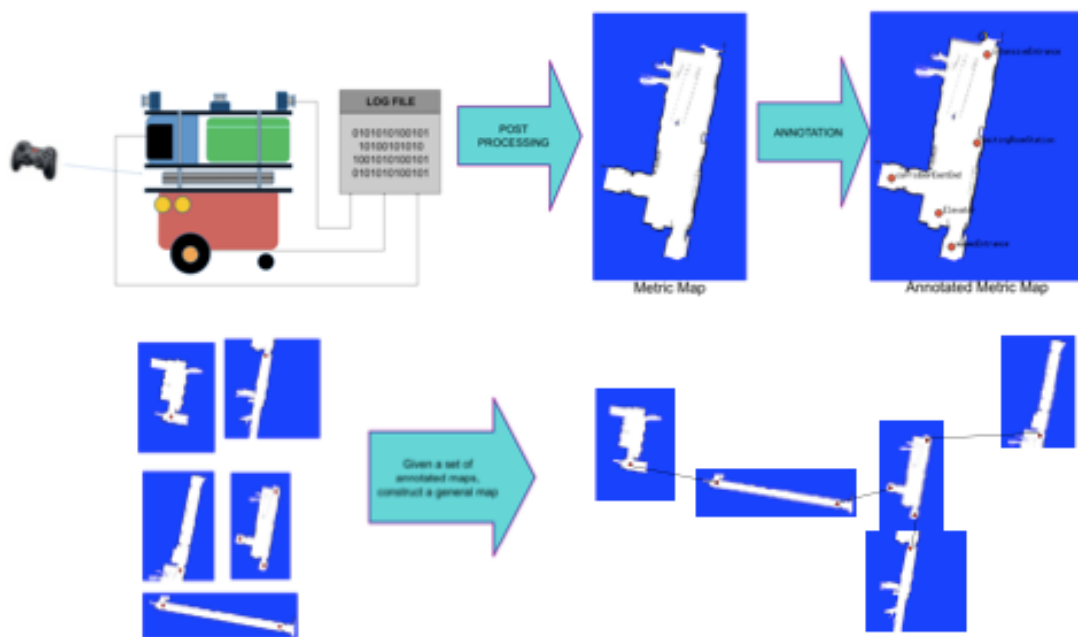 LOG FILE
0101010100101
10100101010
1001010100101
01010100101
POST
PROCESSING
ANNOTATION
Elevator
Metric Map
Annotated Metric Map
Given a set of
annotated maps,
construct a general map